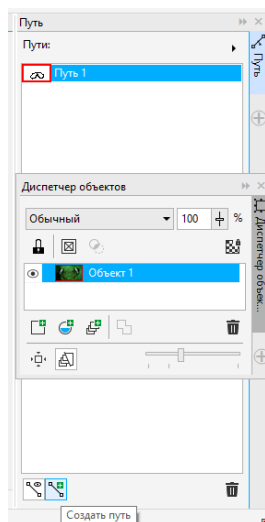 Путь
Пути:
Путь 1
Путь
Диспетчер объектов
Обычный
100
%
Объект 1
Диспетчер объек...
Создать путь